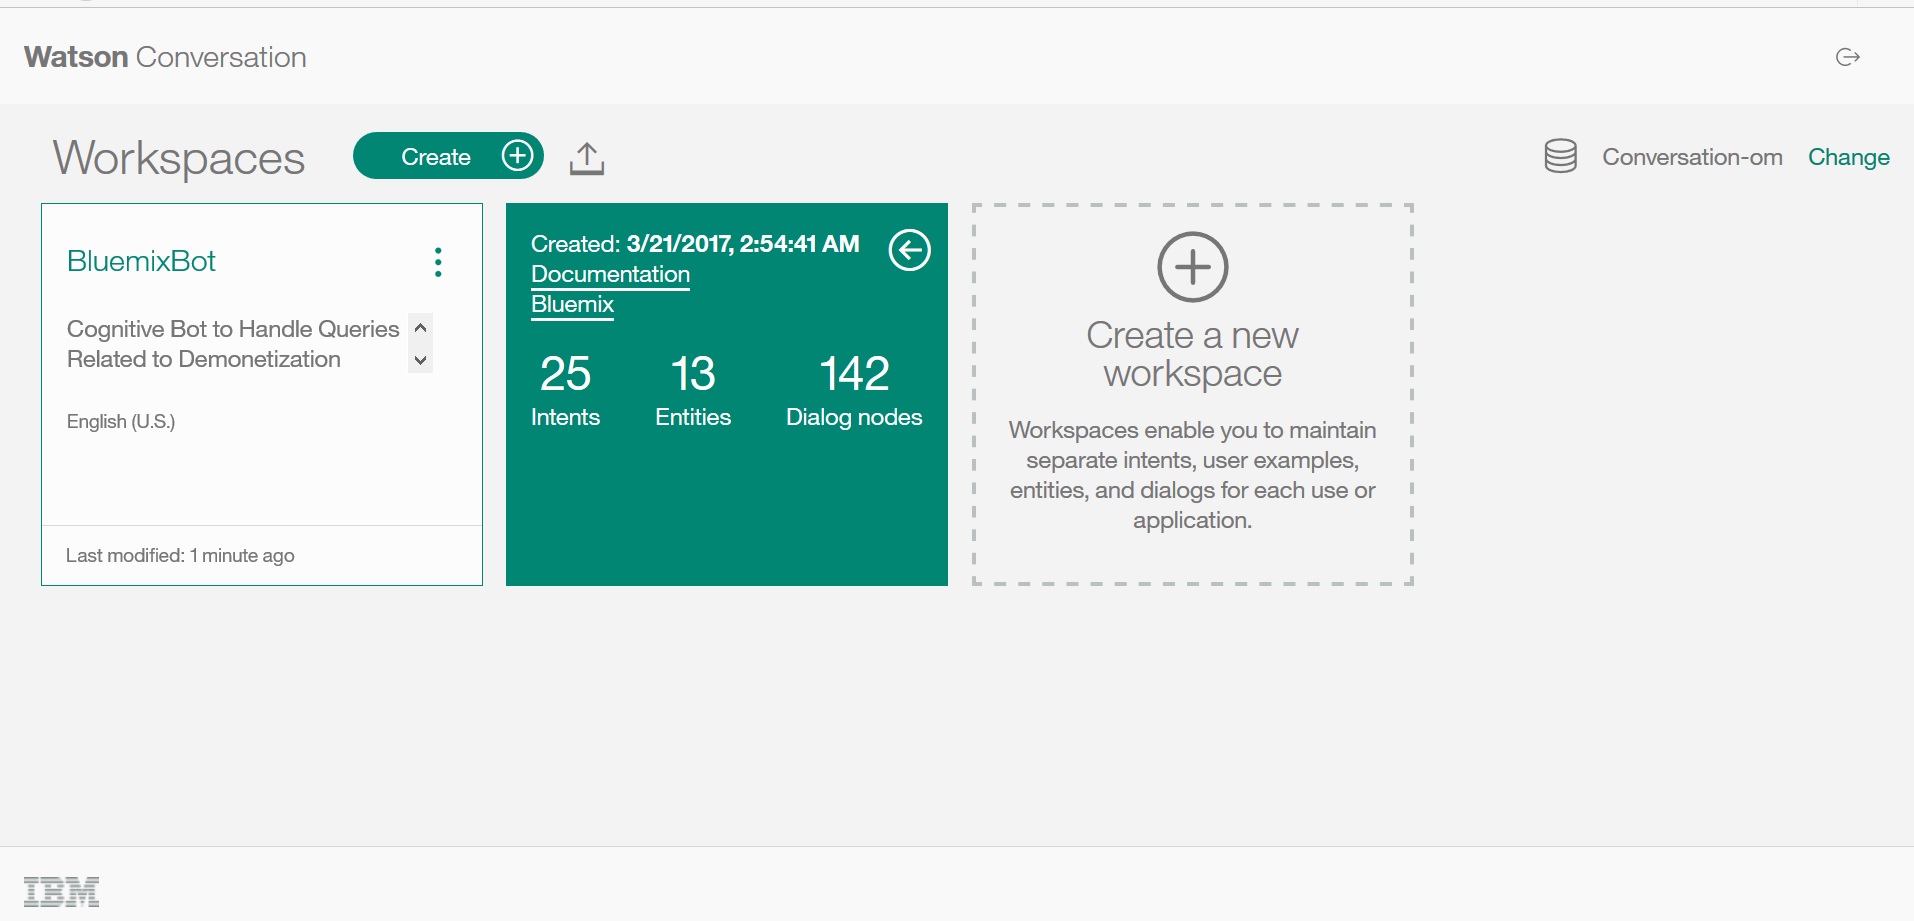 Watson Conversation
Workspaces
Create
Conversation-om
Change
BluemixBot
Cognitive Bot to Handle Queries
Related to Demonetization
English (U.S.)
Last modified: 1 minute ago
Created: 3/21/2017, 2:54:41 AM
Documentation
Bluemix
25 13 142
Intents Entities Dialog nodes
Create a new
workspace
Workspaces enable you to maintain
separate intents, user examples,
entities, and dialogs for each use or
application.
IBM